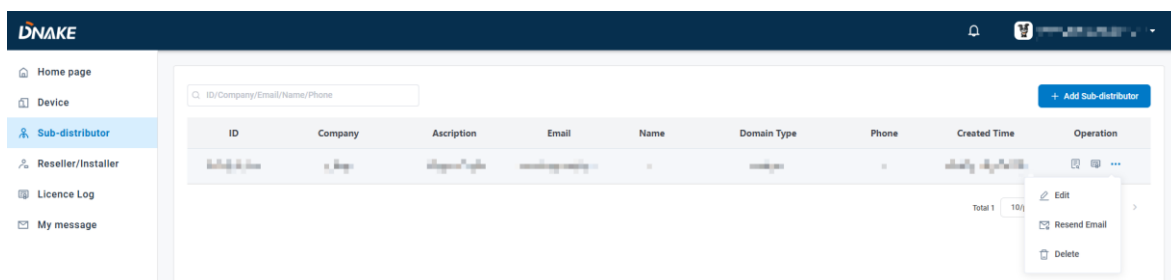 DNAKE
Home page
Device
Sub-distributor
Reseller/Installer
Licence Log
My message
ID/Company/Email/Name/Phone
+ Add Sub-distributor
ID Company Ascription Email Name Domain Type Phone Created Time Operation
Edit
Total 1 10/
Resend Email
Delete